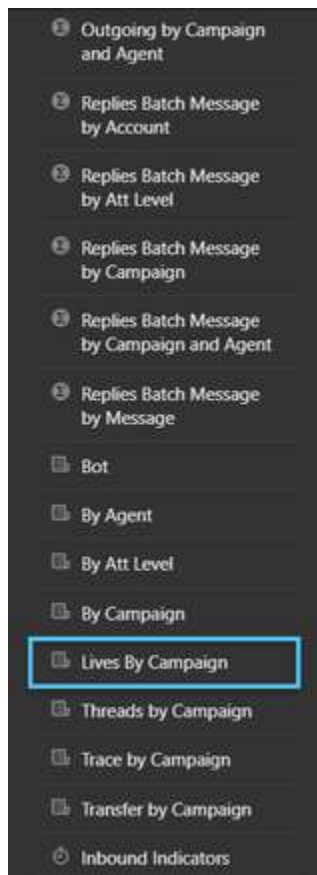 Outgoing by Campaign
and Agent
Replies Batch Message
by Account
Replies Batch Message
by Att Level
Replies Batch Message
by Campaign
Replies Batch Message
by Campaign and Agent
Replies Batch Message
by Message
Bot
By Agent
By Att Level
By Campaign
Lives By Campaign
Threads by Campaign
Trace by Campaign
Transfer by Campaign
Inbound Indicators